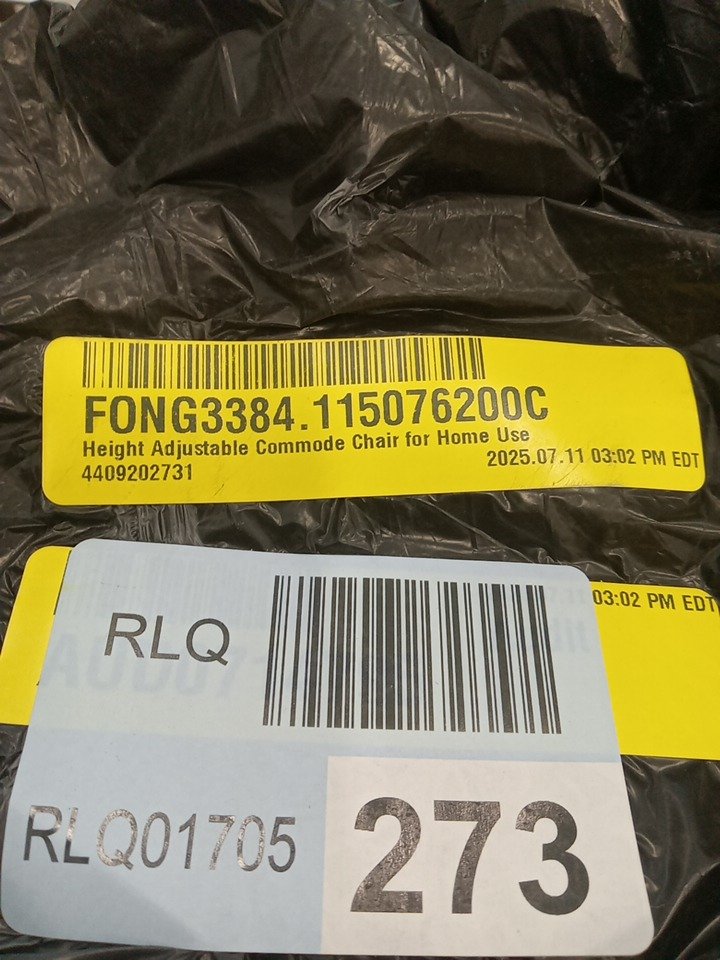 FONG3384.115076200C
Height Adjustable Commode Chair for Home Use
4409202731
2025.07.11 03:02 PM EDT
03:02 PM EDT
RLQ
RLQ01705
273